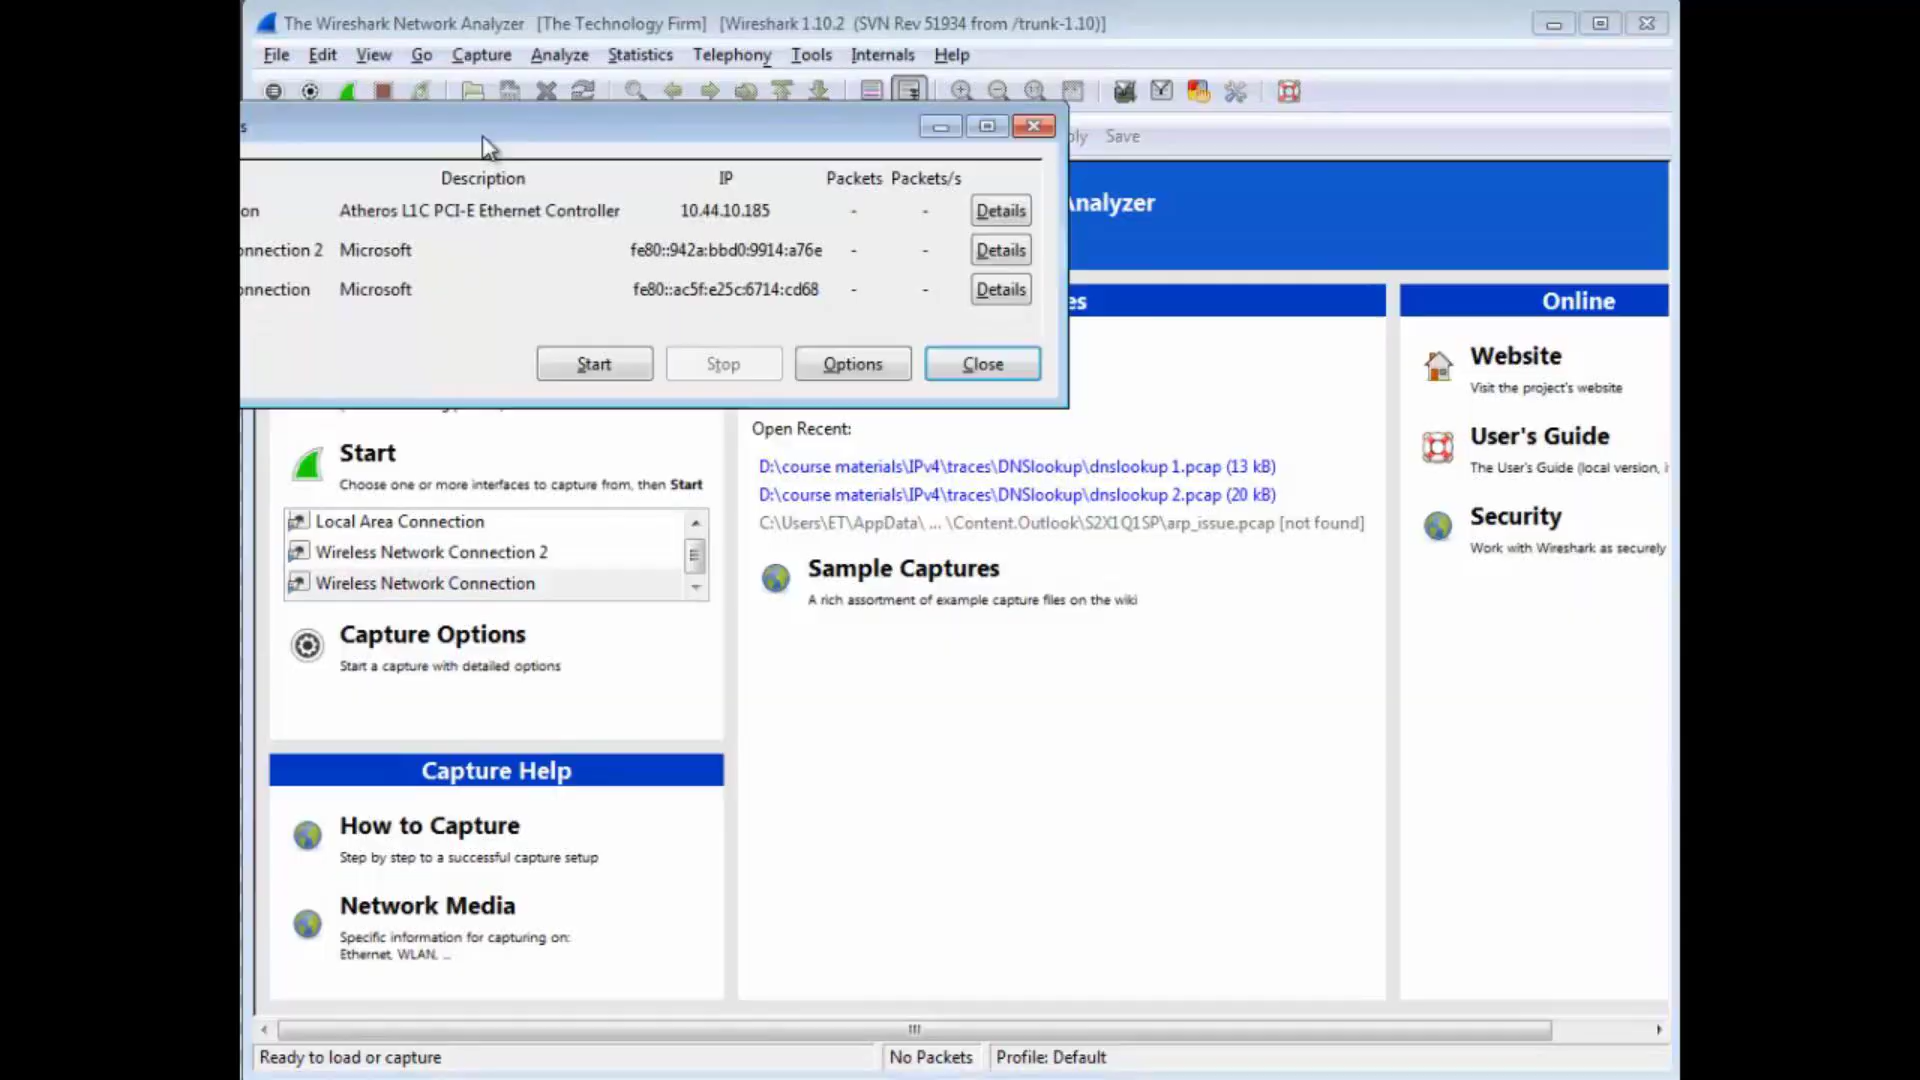 The Wireshark Network Analyzer [The Technology Firm] [Wireshark 1.10.2 (SVN Rev 51934 from /trunk-1.10)]
File Edit View Go Capture Analyze Statistics Telephony Tools Internals Help
s
Save
Description IP Packets Packets/s
on Atheros L1C PCI-E Ethernet Controller 10.44.10.185 - - Details
onnection 2 Microsoft fe80::942a:bbd0:9914:a76e - - Details
onnection Microsoft fe80::ac5f:e25c:6714:cd68 - - Details
Start Stop Options Close
Analyzer
es
Online
Website
Visit the project's website
User's Guide
The User's Guide (local version, i
Security
Work with Wireshark as securely
Start
Choose one or more interfaces to capture from, then Start
Local Area Connection
Wireless Network Connection 2
Wireless Network Connection
Capture Options
Start a capture with detailed options
Open Recent:
D:\course materials\IPv4\traces\DNSlookup\dnslookup 1.pcap (13 kB)
D:\course materials\IPv4\traces\DNSlookup\dnslookup 2.pcap (20 kB)
C:\Users\ET\AppData\ ... \Content.Outlook\S2X1Q1SP\arp_issue.pcap [not found]
Sample Captures
A rich assortment of example capture files on the wiki
Capture Help
How to Capture
Step by step to a successful capture setup
Network Media
Specific information for capturing on:
Ethernet, WLAN, ...
Ready to load or capture No Packets Profile: Default